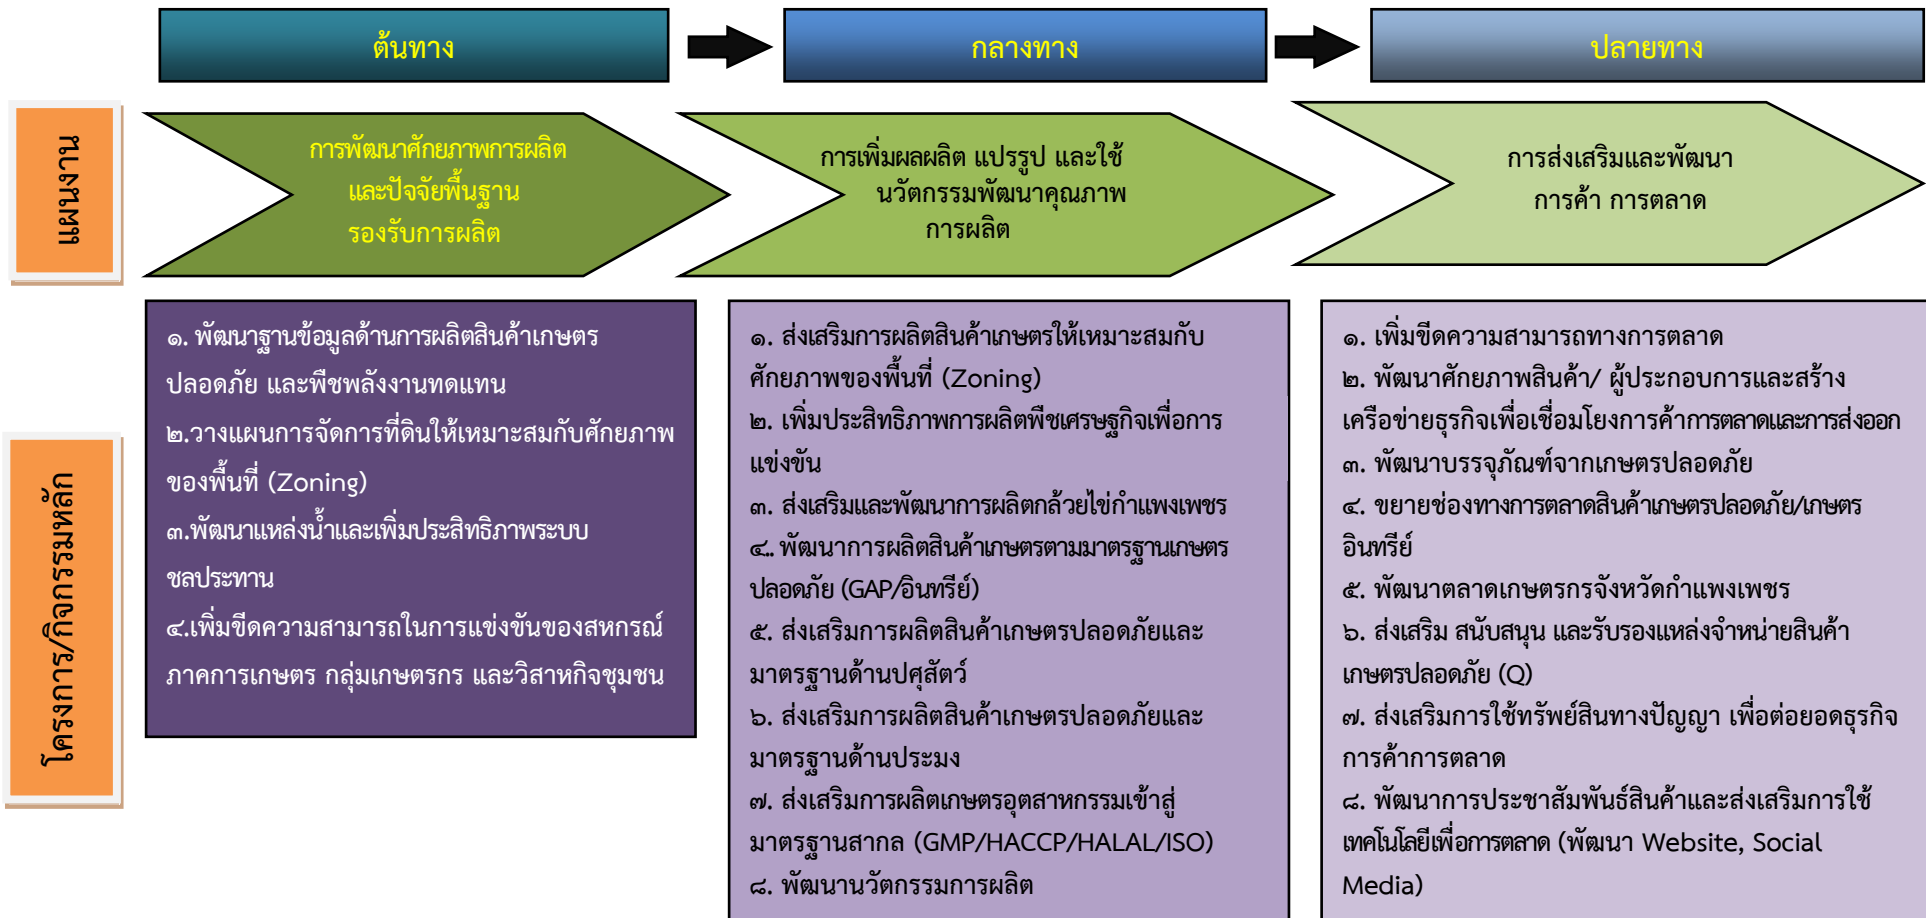 ต้นทาง
กลางทาง
ปลายทาง
แผนงาน
การพัฒนาศักยภาพการผลิต
และปัจจัยพื้นฐาน
รองรับการผลิต
การเพิ่มผลผลิต แปรรูป และใช้
นวัตกรรมพัฒนาคุณภาพ
การผลิต
การส่งเสริมและพัฒนา
การค้า การตลาด
โครงการ/กิจกรรมหลัก
๑. พัฒนาฐานข้อมูลด้านการผลิตสินค้าเกษตร
ปลอดภัย และพืชพลังงานทดแทน
๒.วางแผนการจัดการที่ดินให้เหมาะสมกับศักยภาพ
ของพื้นที่ (Zoning)
๓.พัฒนาแหล่งน้ำและเพิ่มประสิทธิภาพระบบ
ชลประทาน
๔.เพิ่มขีดความสามารถในการแข่งขันของสหกรณ์
ภาคการเกษตร กลุ่มเกษตรกร และวิสาหกิจชุมชน
๑. ส่งเสริมการผลิตสินค้าเกษตรให้เหมาะสมกับ
ศักยภาพของพื้นที่ (Zoning)
๒. เพิ่มประสิทธิภาพการผลิตพืชเศรษฐกิจเพื่อการ
แข่งขัน
๓. ส่งเสริมและพัฒนาการผลิตกล้วยไข่กำแพงเพชร
๔.. พัฒนาการผลิตสินค้าเกษตรตามมาตรฐานเกษตร
ปลอดภัย (GAP/อินทรีย์)
๕. ส่งเสริมการผลิตสินค้าเกษตรปลอดภัยและ
มาตรฐานด้านปศุสัตว์
๖. ส่งเสริมการผลิตสินค้าเกษตรปลอดภัยและ
มาตรฐานด้านประมง
๗. ส่งเสริมการผลิตเกษตรอุตสาหกรรมเข้าสู่
มาตรฐานสากล (GMP/HACCP/HALAL/ISO)
๘. พัฒนานวัตกรรมการผลิต
๑. เพิ่มขีดความสามารถทางการตลาด
๒. พัฒนาศักยภาพสินค้า/ ผู้ประกอบการและสร้าง
เครือข่ายธุรกิจเพื่อเชื่อมโยงการค้าการตลาดและการส่งออก
๓. พัฒนาบรรจุภัณฑ์จากเกษตรปลอดภัย
๔. ขยายช่องทางการตลาดสินค้าเกษตรปลอดภัย/เกษตร
อินทรีย์
๕. พัฒนาตลาดเกษตรกรจังหวัดกำแพงเพชร
๖. ส่งเสริม สนับสนุน และรับรองแหล่งจำหน่ายสินค้า
เกษตรปลอดภัย (Q)
๗. ส่งเสริมการใช้ทรัพย์สินทางปัญญา เพื่อต่อยอดธุรกิจ
การค้าการตลาด
๘. พัฒนาการประชาสัมพันธ์สินค้าและส่งเสริมการใช้
เทคโนโลยีเพื่อการตลาด (พัฒนา Website, Social
Media)